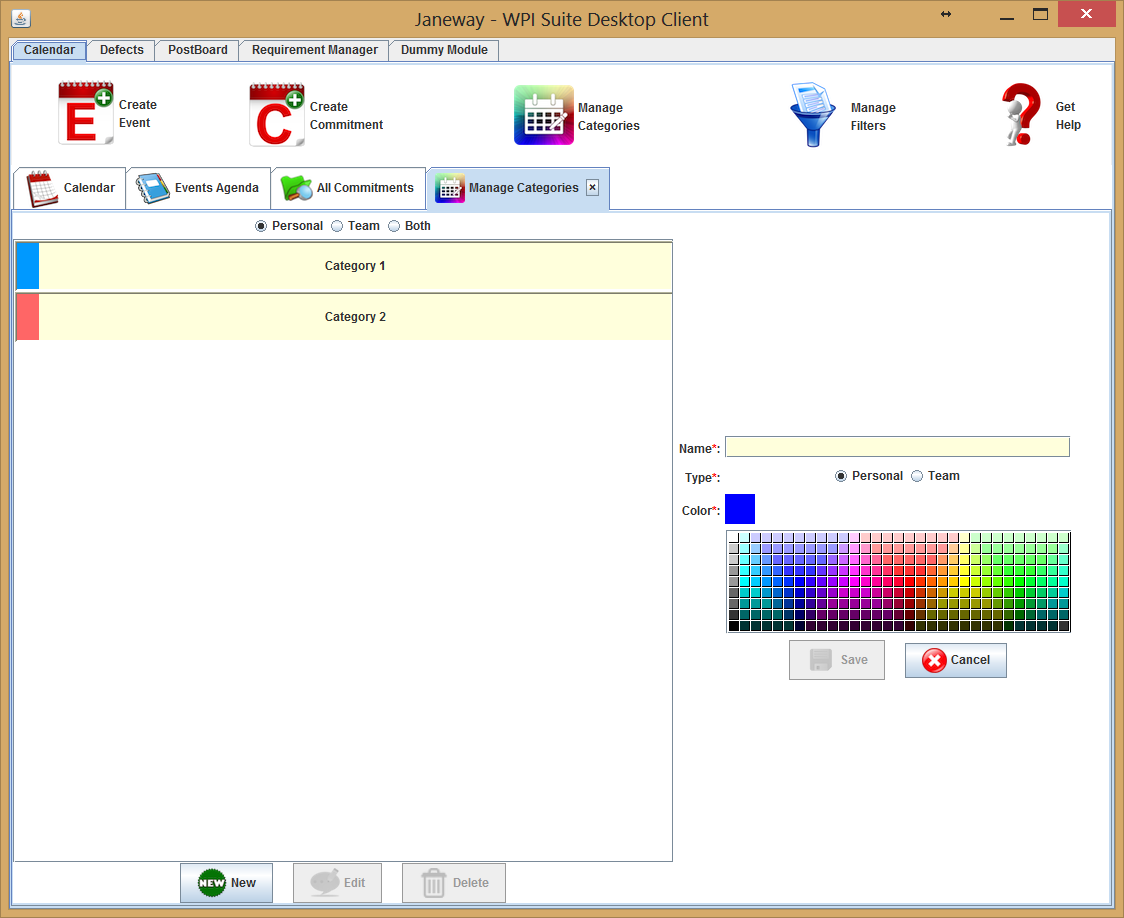 Janeway - WPI Suite Desktop Client
Calendar Defects PostBoard Requirement Manager Dummy Module
E Create
Event
C Create
Commitment
Manage
Categories
Manage
Filters
Get
Help
Calendar Events Agenda All Commitments Manage Categories
Personal Team Both
Category 1
Category 2
Name*:
Type*: Personal Team
Color*:
Save Cancel
NEW New Edit Delete